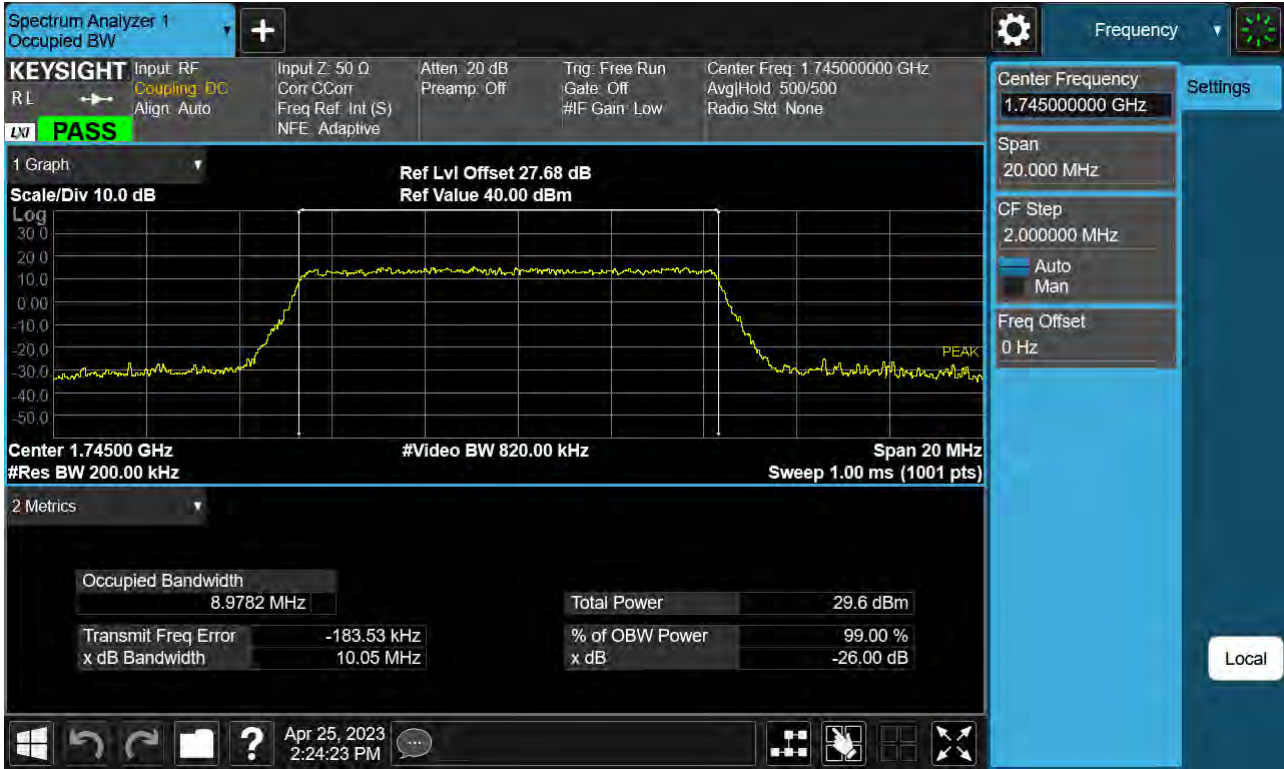 Spectrum Analyzer 1
Occupied BW
Frequency
KEYSIGHT
RL
LXI
PASS
Input: RF
Coupling: DC
Align: Auto
Input Z: 50 Ω
Corr CCorr
Freq Ref: Int (S)
NFE: Adaptive
Atten: 20 dB
Preamp: Off
Trig: Free Run
Gate: Off
#IF Gain: Low
Center Freq: 1.745000000 GHz
Avg|Hold: 500/500
Radio Std: None
Center Frequency
1.745000000 GHz
Settings
Span
20.000 MHz
CF Step
2.000000 MHz
Auto
Man
Freq Offset
0 Hz
Local
1 Graph
Scale/Div 10.0 dB
Ref Lvl Offset 27.68 dB
Ref Value 40.00 dBm
Log
30.0
20.0
10.0
0.00
-10.0
-20.0
-30.0
-40.0
-50.0
PEAK
Center 1.74500 GHz
#Video BW 820.00 kHz
Span 20 MHz
#Res BW 200.00 kHz
Sweep 1.00 ms (1001 pts)
2 Metrics
Occupied Bandwidth
8.9782 MHz
Total Power 29.6 dBm
Transmit Freq Error -183.53 kHz
% of OBW Power 99.00 %
x dB Bandwidth 10.05 MHz
x dB -26.00 dB
?
Apr 25, 2023
2:24:23 PM